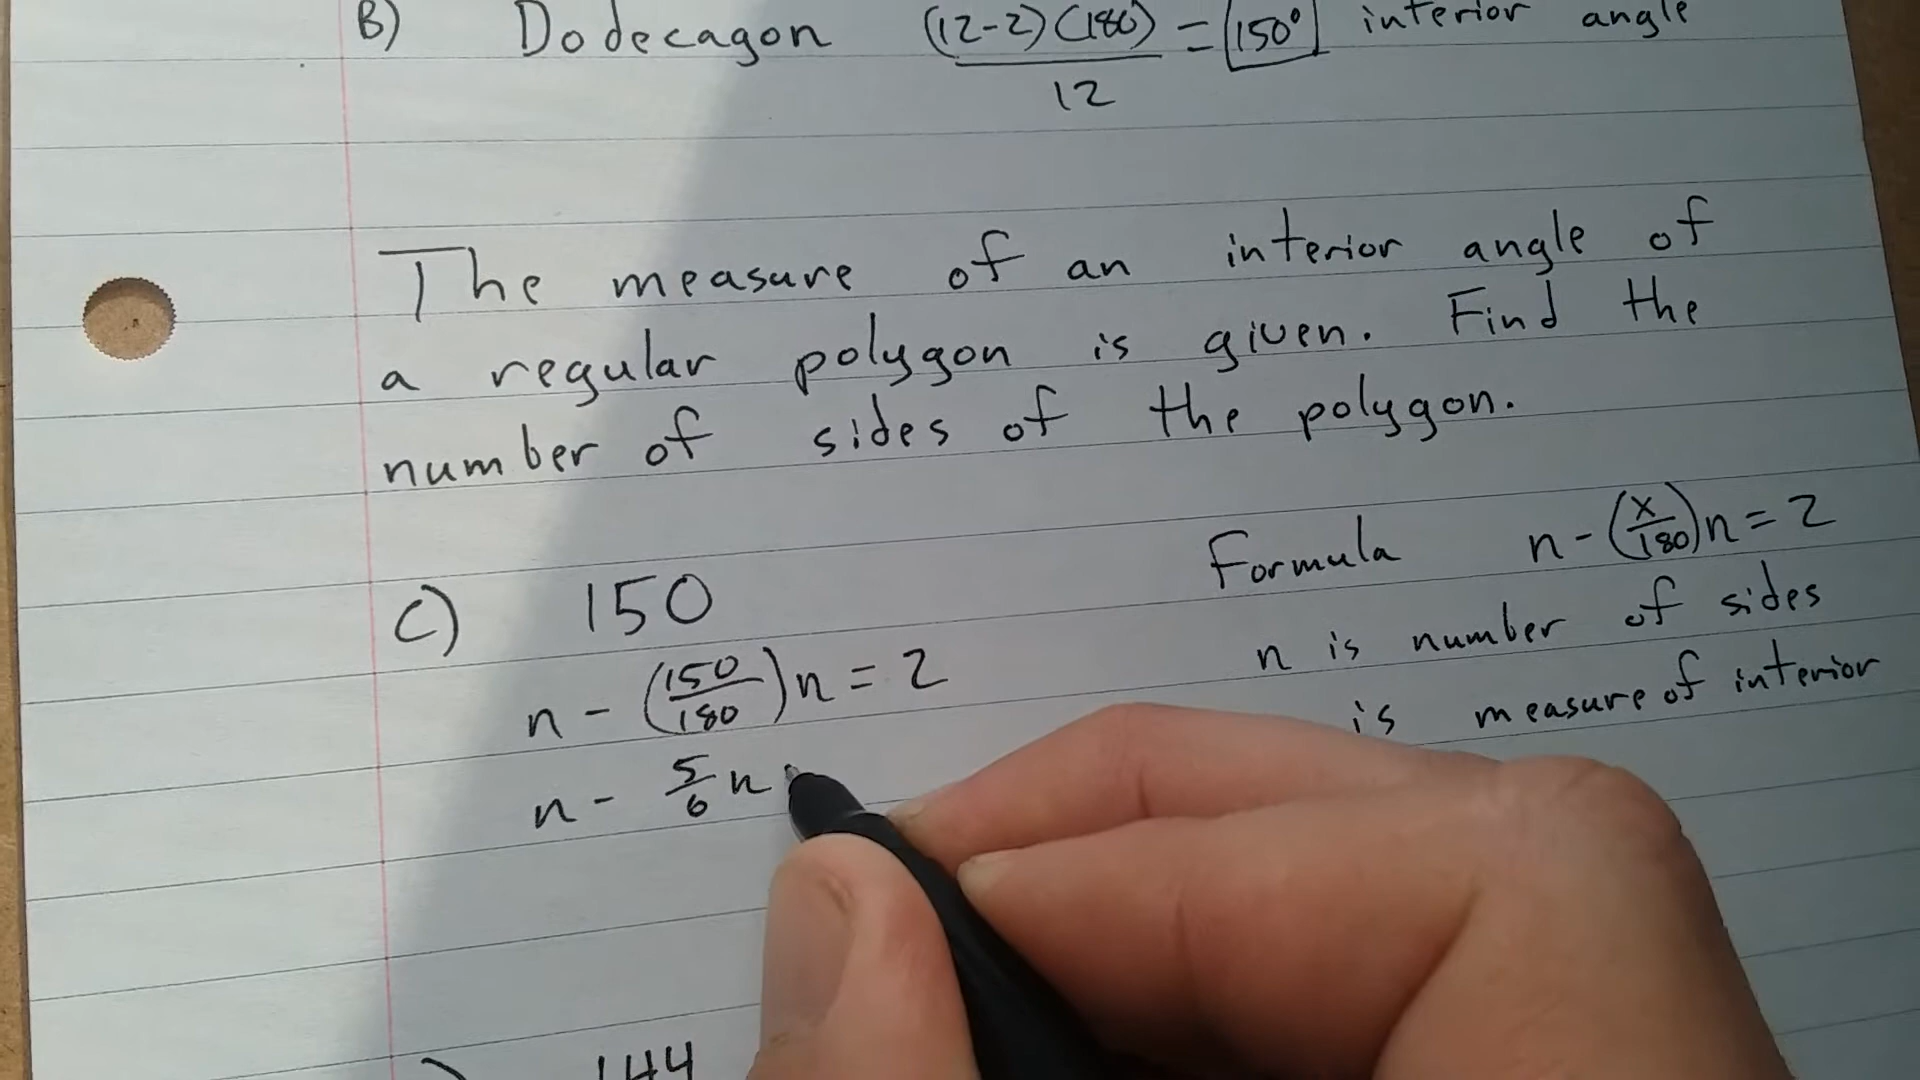 B) Dodecagon (12-2)(180)/12 = 150° interior angle
The measure of an interior angle of
a regular polygon is given. Find the
number of sides of the polygon.
C) 150
n - (150/180)n = 2
n - 5/6 n
Formula n - (x/180)n = 2
n is number of sides
is measure of interior
) 144